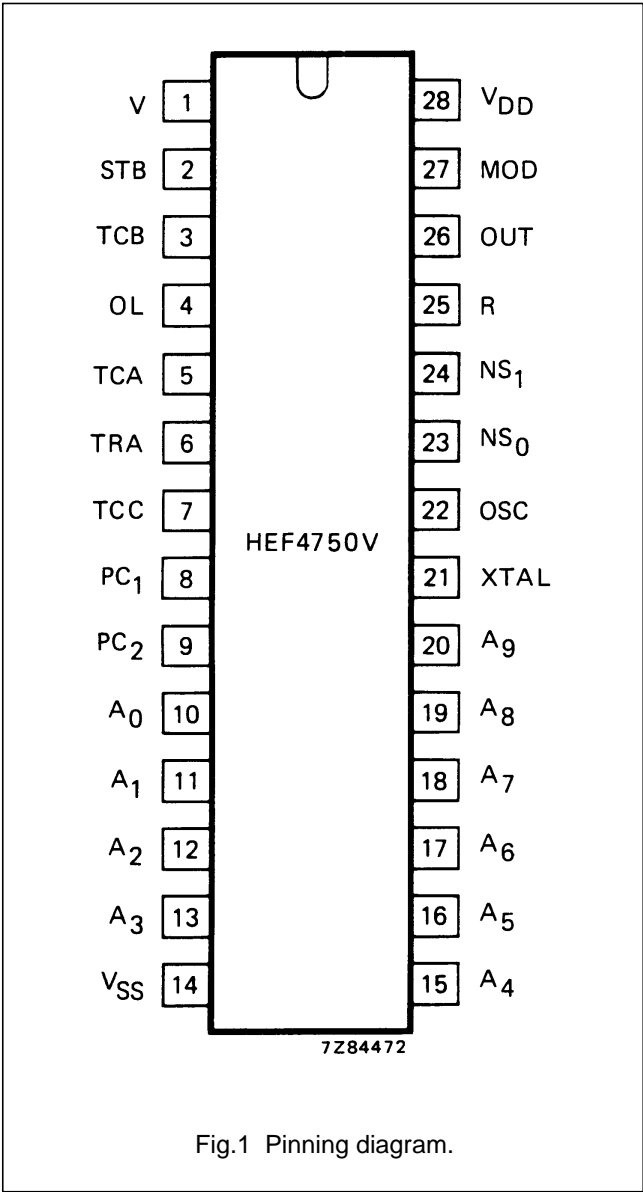 V 1 28 VDD
STB 2 27 MOD
TCB 3 26 OUT
OL 4 25 R
TCA 5 24 NS1
TRA 6 23 NS0
TCC 7 22 OSC
HEF4750V
PC1 8 21 XTAL
PC2 9 20 A9
A0 10 19 A8
A1 11 18 A7
A2 12 17 A6
A3 13 16 A5
VSS 14 15 A4
7Z84472
Fig.1 Pinning diagram.